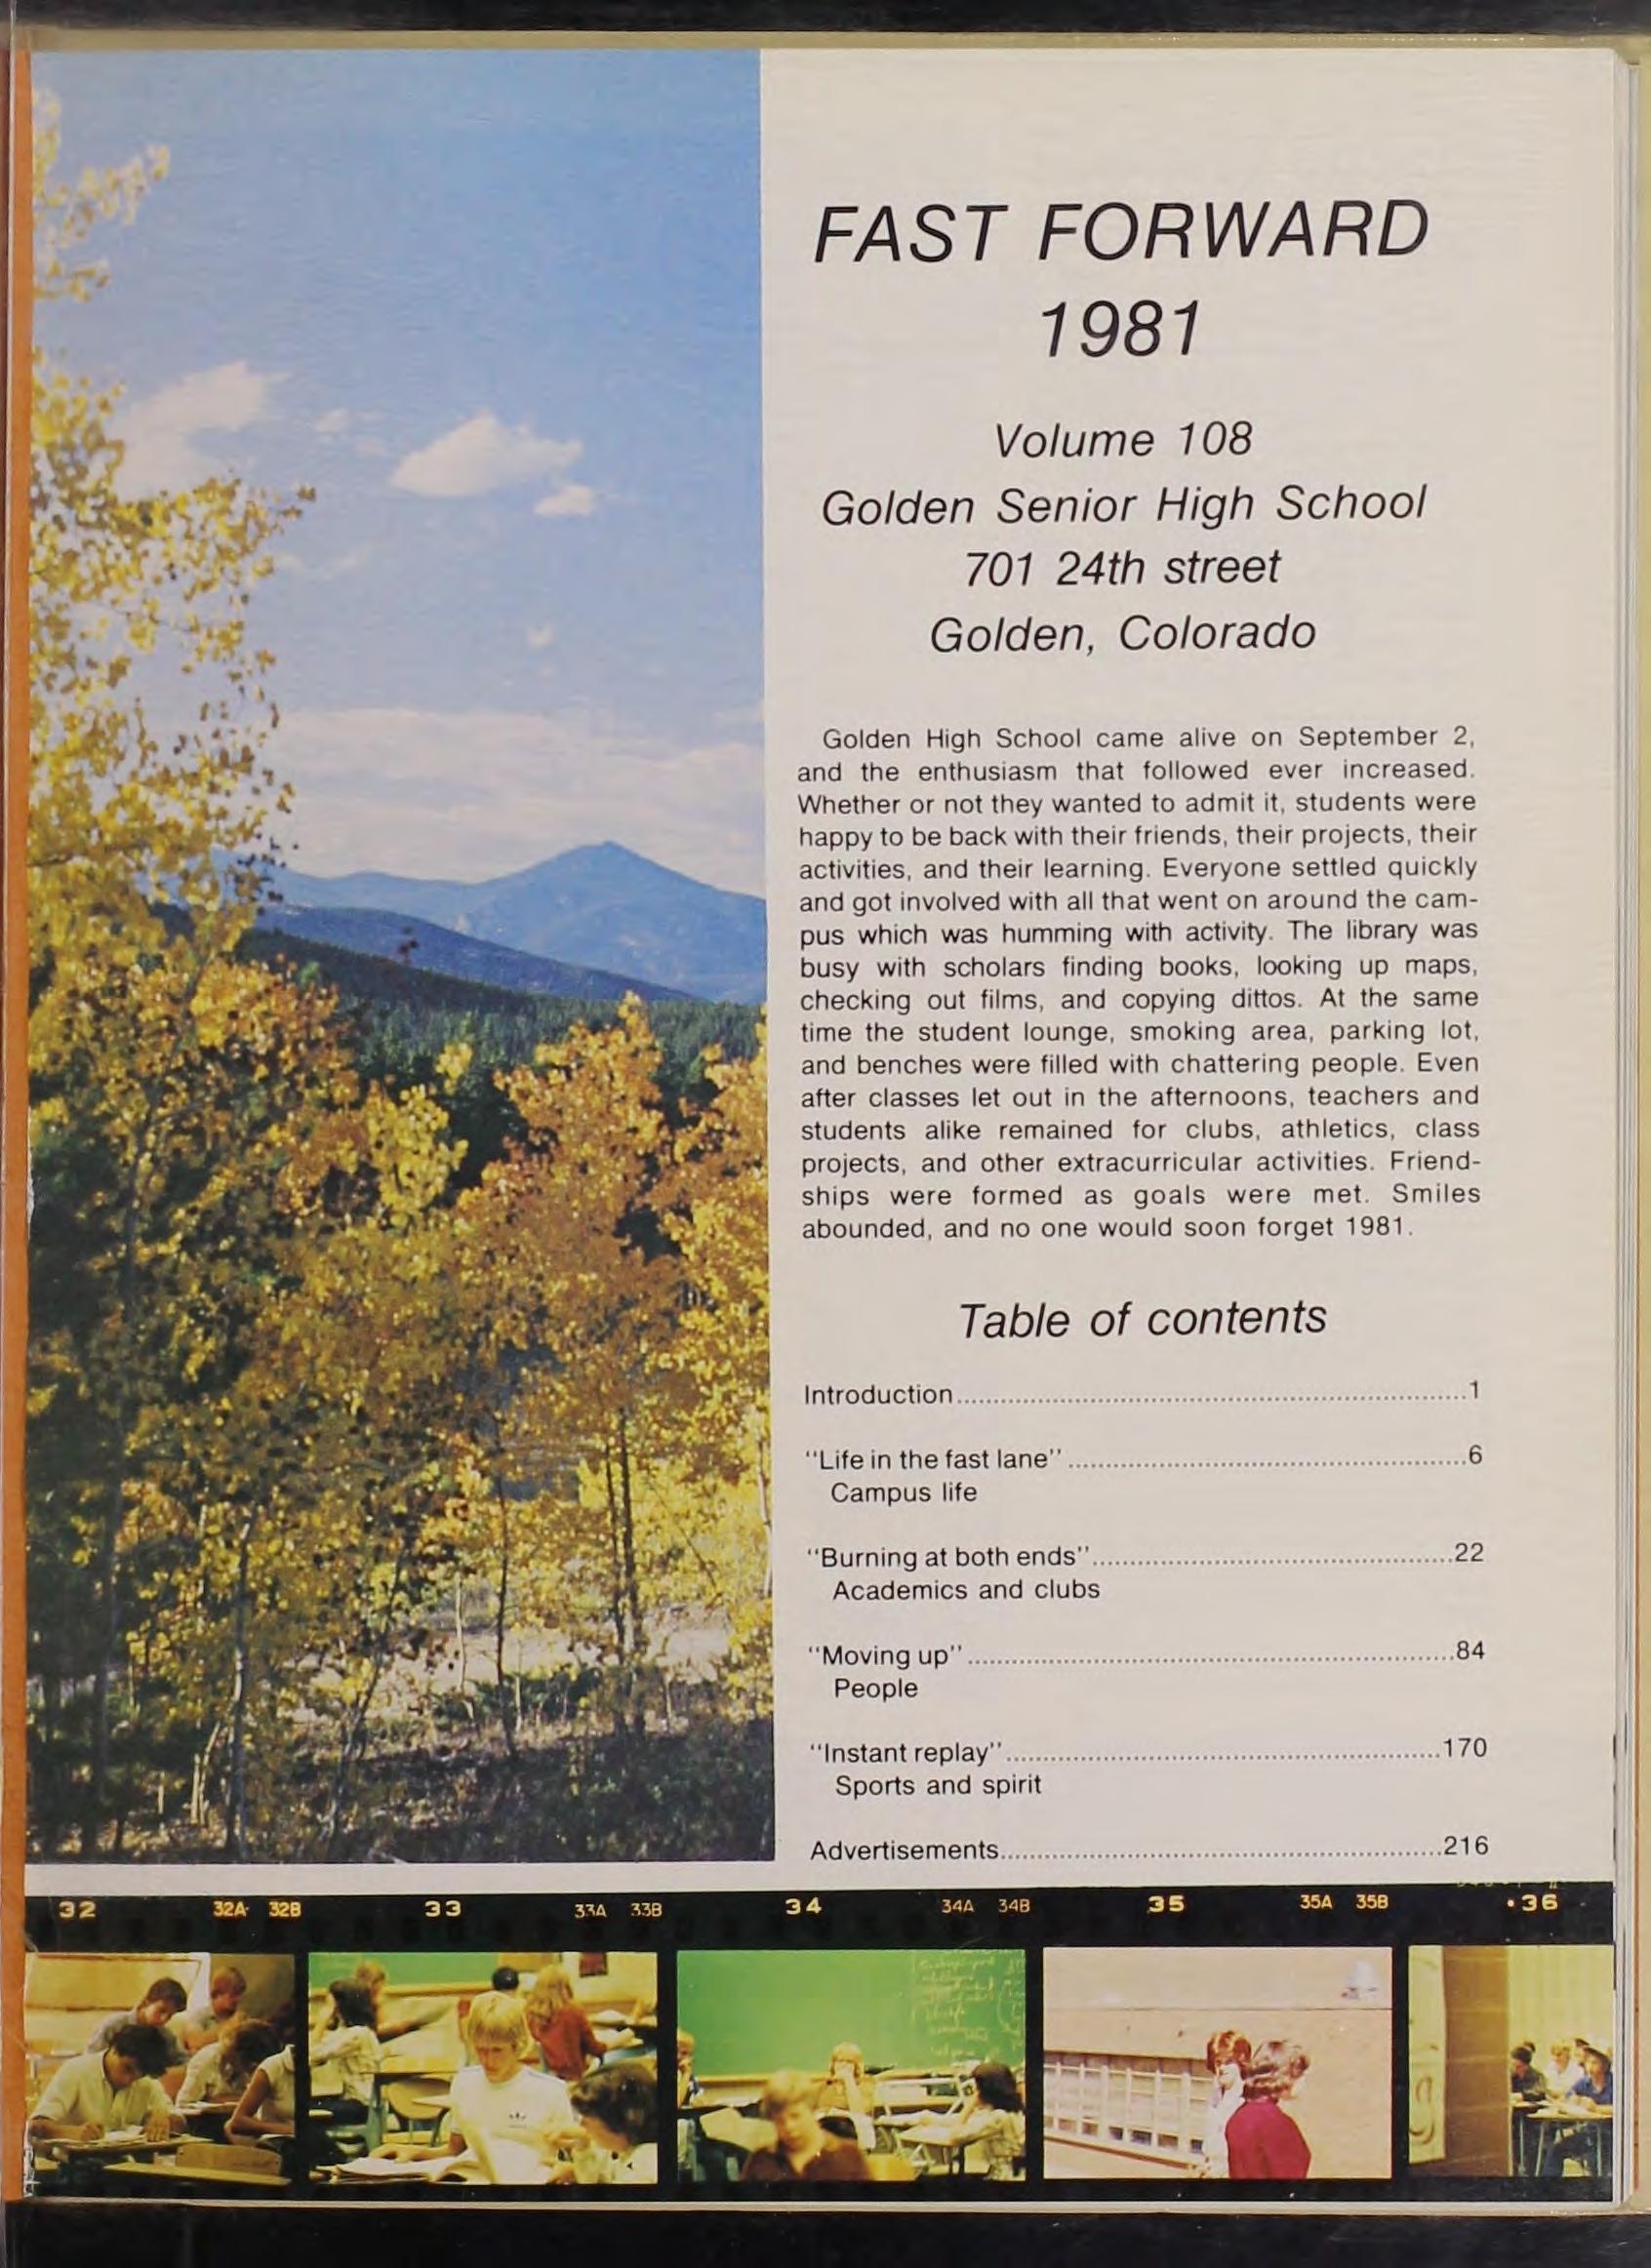 FAST FORWARD
1981
Volume 108
Golden Senior High School
701 24th street
Golden, Colorado
Golden High School came alive on September 2,
and the enthusiasm that followed ever increased.
Whether or not they wanted to admit it, students were
happy to be back with their friends, their projects, their
activities, and their learning. Everyone settled quickly
and got involved with all that went on around the cam-
pus which was humming with activity. The library was
busy with scholars finding books, looking up maps,
checking out films, and copying dittos. At the same
time the student lounge, smoking area, parking lot,
and benches were filled with chattering people. Even
after classes let out in the afternoons, teachers and
students alike remained for clubs, athletics, class
projects, and other extracurricular activities. Friend-
ships were formed as goals were met. Smiles
abounded, and no one would soon forget 1981.
Table of contents
Introduction..........1
"Life in the fast lane"..........6
Campus life
"Burning at both ends"..........22
Academics and clubs
"Moving up"..........84
People
"Instant replay"..........170
Sports and spirit
Advertisements..........216
32 32A 32B 33 33A 33B 34 34A 34B 35 35A 35B 36